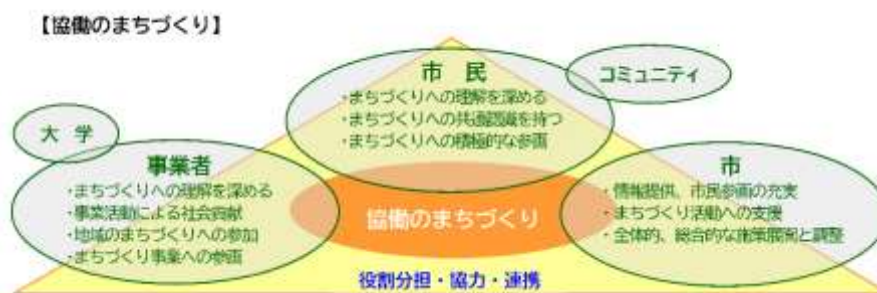 【協働のまちづくり】
市 民
・まちづくりへの理解を深める
・まちづくりへの共通認識を持つ
・まちづくりへの積極的な参画
コミュニティ
大 学
事業者
・まちづくりへの理解を深める
・事業活動による社会貢献
・地域のまちづくりへの参加
・まちづくり事業への参画
市
・情報提供、市民参画の充実
・まちづくり活動への支援
・全体的、総合的な施策展開と調整
協働のまちづくり
役割分担・協力・連携